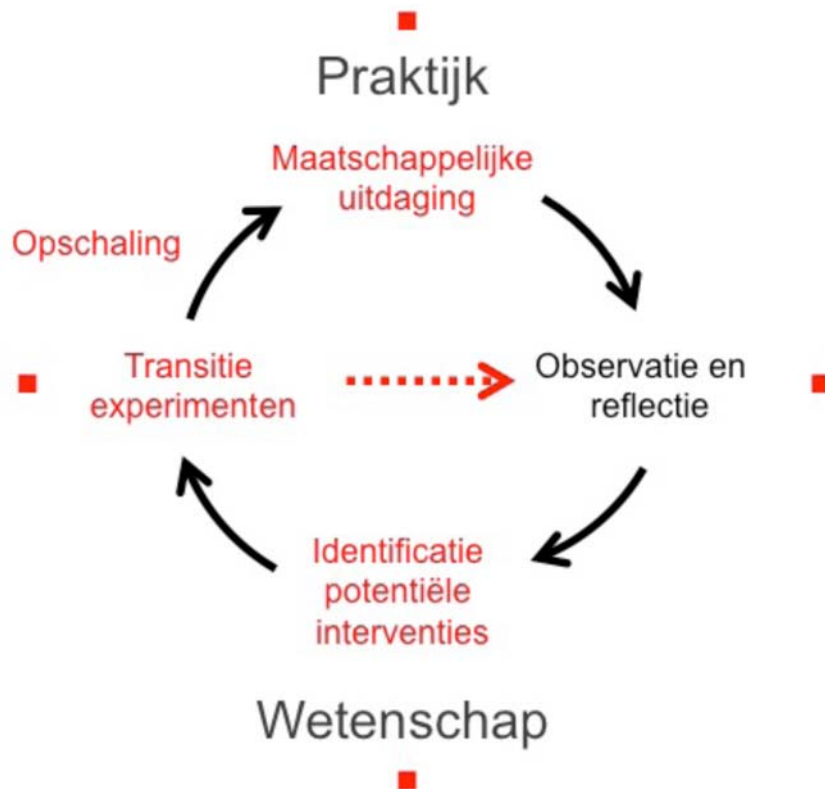 Praktijk
Maatschappelijke
uitdaging
Opschaling
Transitie
experimenten
Observatie en
reflectie
Identificatie
potentiële
interventies
Wetenschap